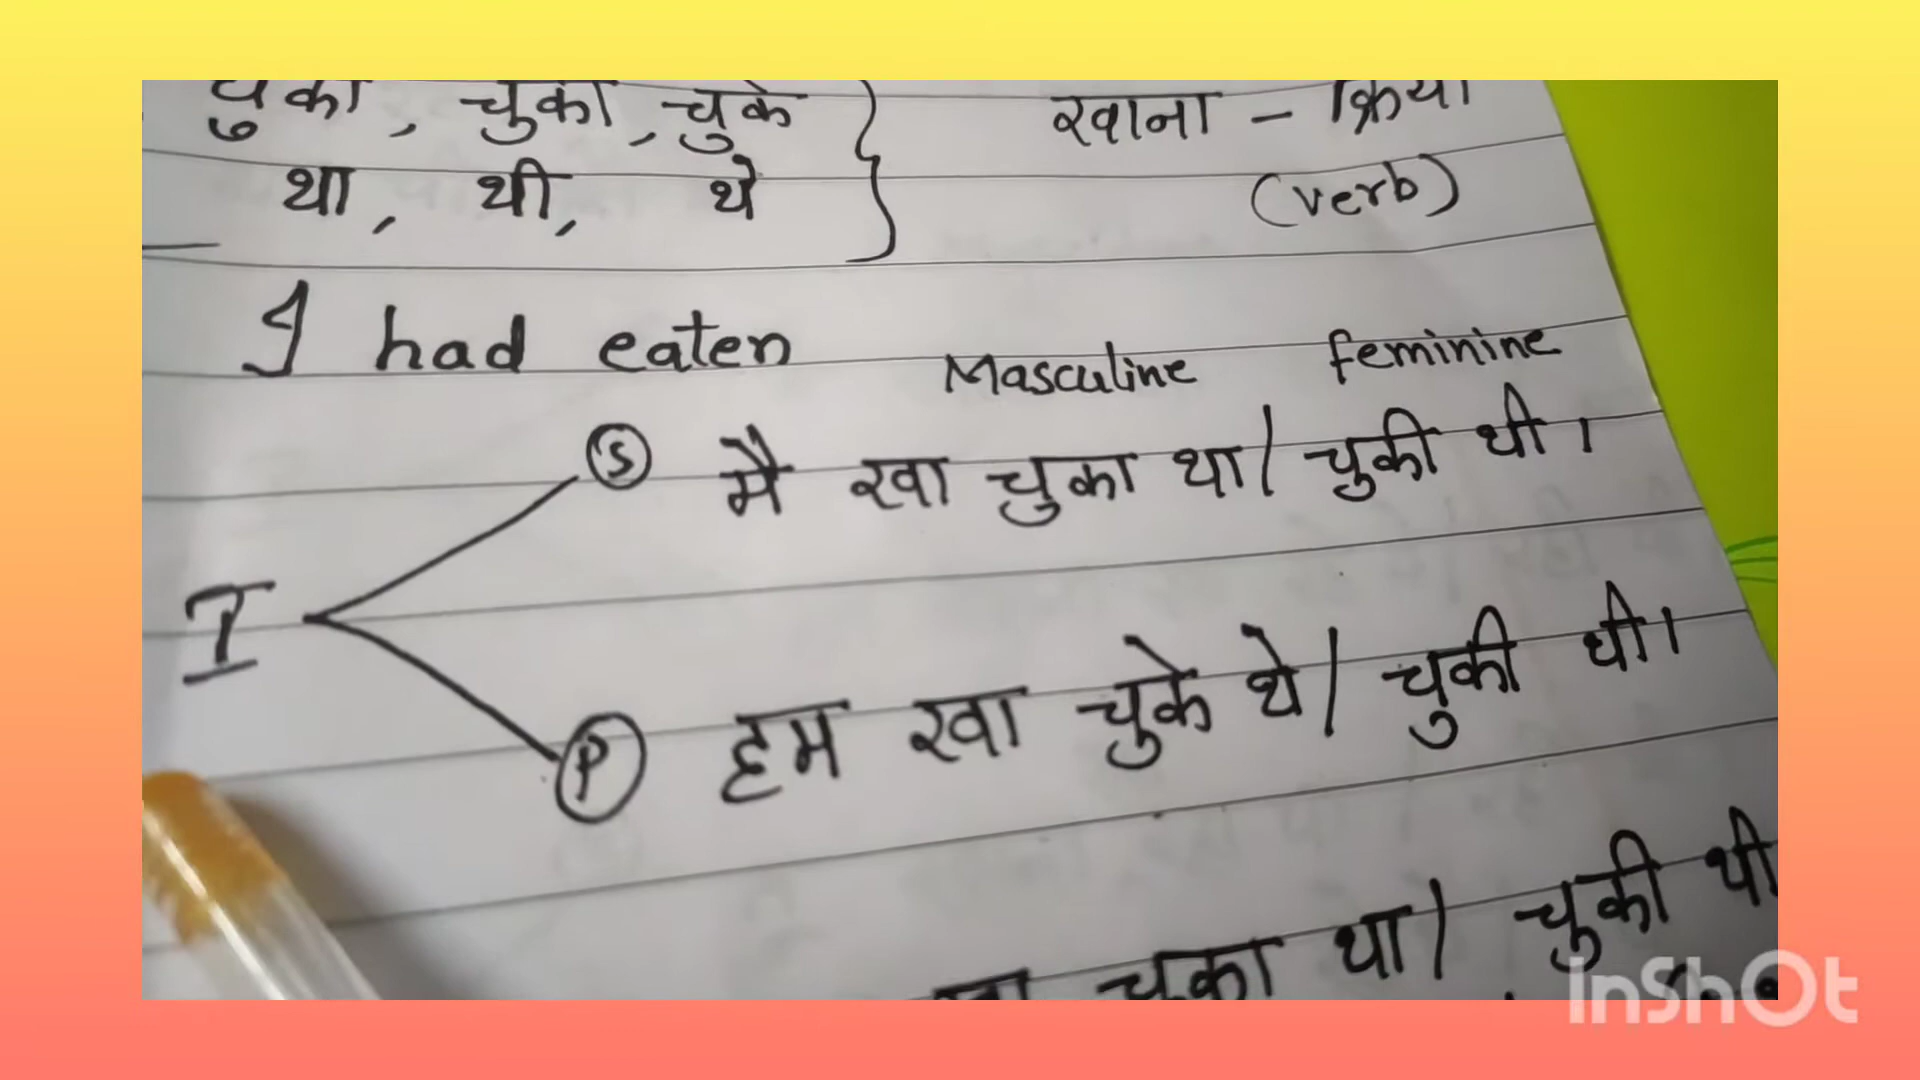 चुका, चुकी, चुके } खाना - क्रिया
था, थी, थे (verb)
I had eaten
Masculine feminine
S मै खा चुका था/ चुकी थी।
I
P हम खा चुके थे/ चुकी थी।
चुका था/ चुकी थी
InShOt